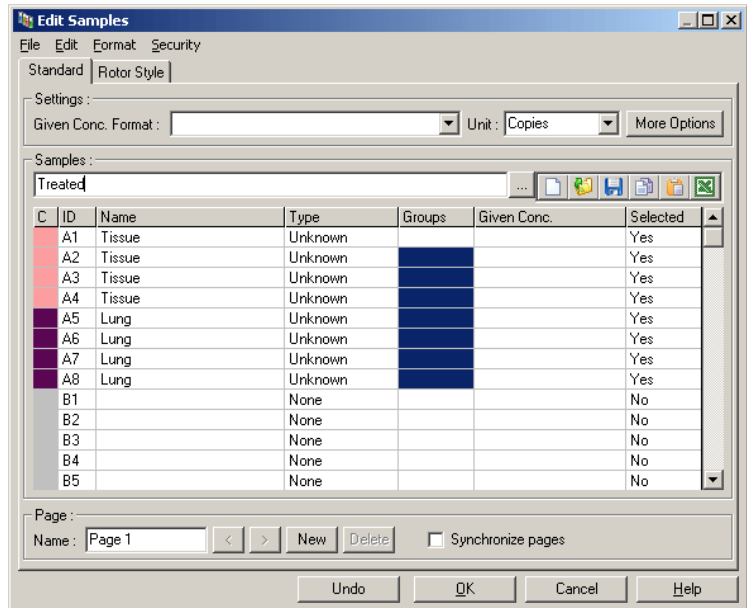 Edit Samples
File Edit Format Security
Standard Rotor Style
Settings :
Given Conc. Format : Unit : Copies More Options
Samples :
Treated ...
C ID Name Type Groups Given Conc. Selected
A1 Tissue Unknown Yes
A2 Tissue Unknown Yes
A3 Tissue Unknown Yes
A4 Tissue Unknown Yes
A5 Lung Unknown Yes
A6 Lung Unknown Yes
A7 Lung Unknown Yes
A8 Lung Unknown Yes
B1 None No
B2 None No
B3 None No
B4 None No
B5 None No
Page :
Name : Page 1 < > New Delete Synchronize pages
Undo OK Cancel Help